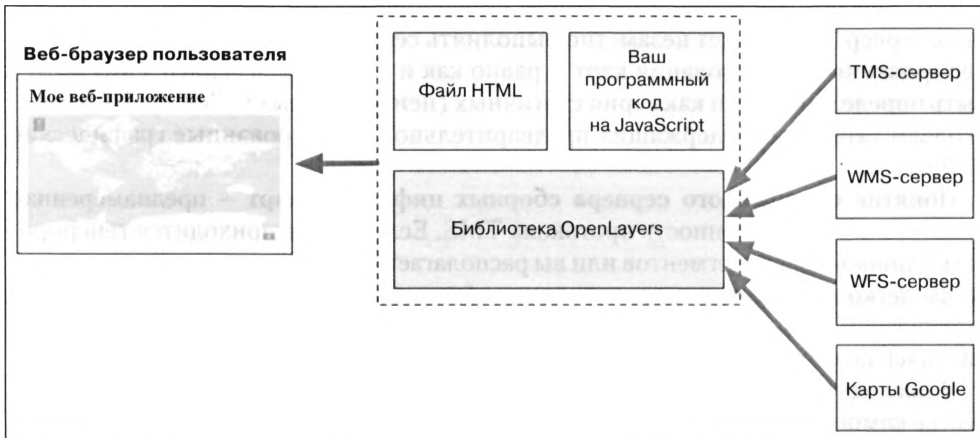 Веб-браузер пользователя
Мое веб-приложение
Файл HTML
Ваш
программный
код
на JavaScript
Библиотека OpenLayers
TMS-сервер
WMS-сервер
WFS-сервер
Карты Google